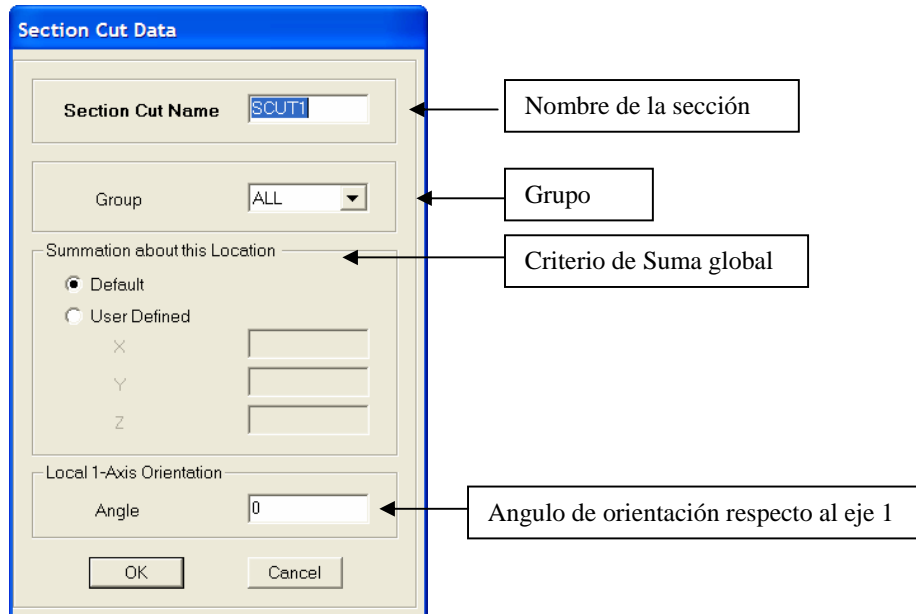 Section Cut Data
Section Cut Name SCUT1
Nombre de la sección
Group ALL
Grupo
Summation about this Location
Criterio de Suma global
Default
User Defined
X
Y
Z
Local 1-Axis Orientation
Angle 0
Angulo de orientación respecto al eje 1
OK Cancel